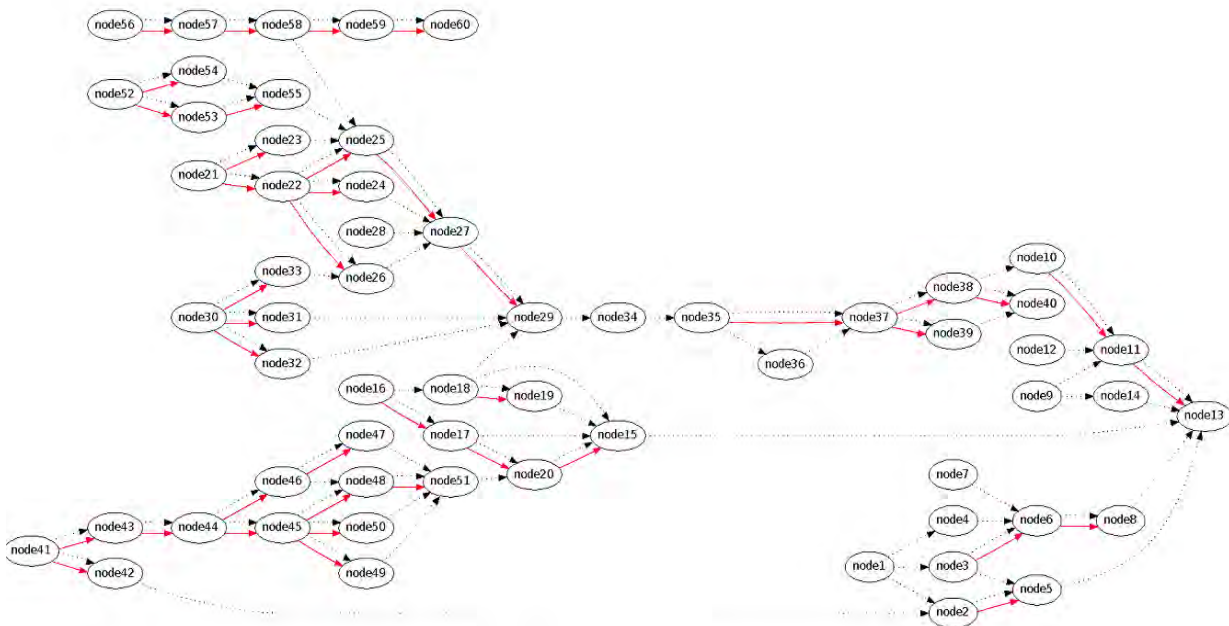 node56 node57 node58 node59 node60
node54
node52 node55
node53
node23 node25
node21 node22 node24
node28 node27
node33 node26 node10
node38
node30 node31 node29 node34 node35 node37 node40
node39
node32 node36 node12 node11
node16 node18 node19 node9 node14
node13
node47 node17 node15
node46 node48 node51 node20 node7
node43 node44 node45 node50 node4 node6 node8
node41
node42 node49 node1 node3
node5
node2